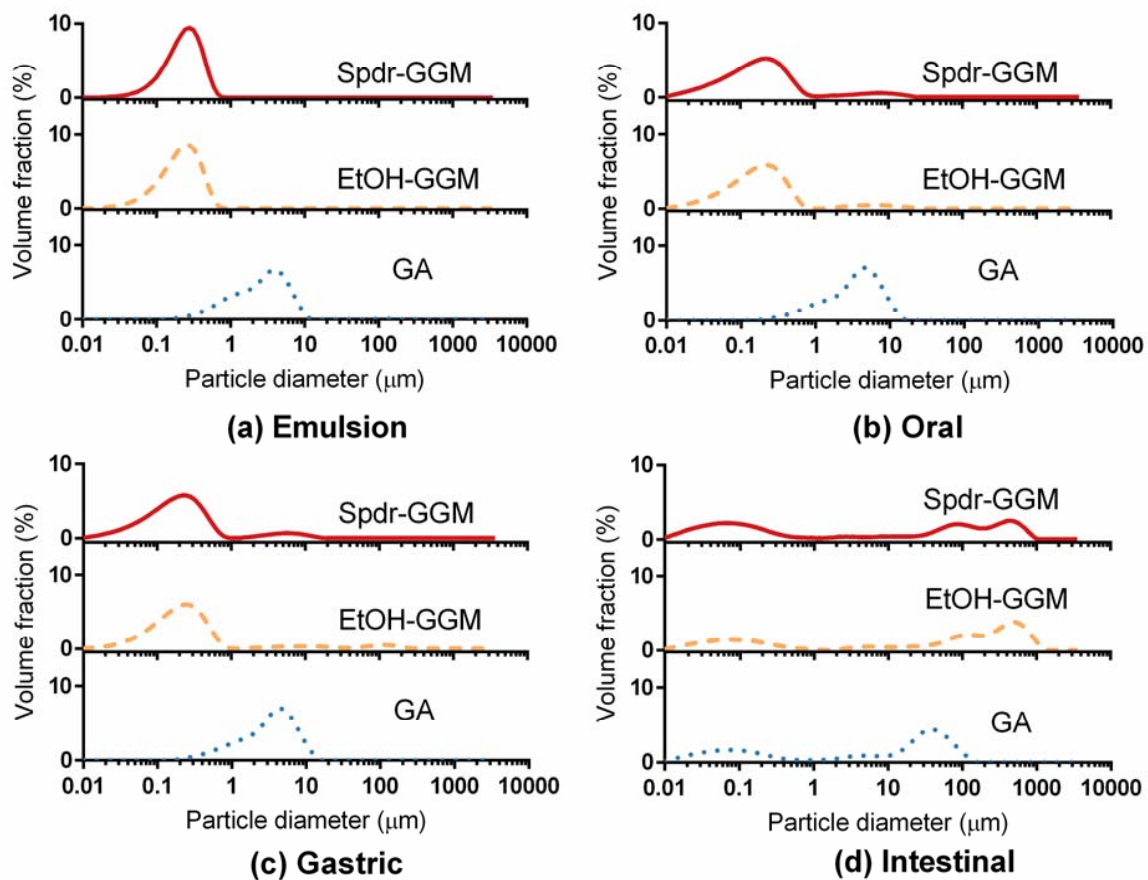 Volume fraction (%)
10
0
Spdr-GGM
10
0
EtOH-GGM
10
0
GA
0.01 0.1 1 10 100 1000 10000
Particle diameter (μm)
(a) Emulsion
Volume fraction (%)
10
0
Spdr-GGM
10
0
EtOH-GGM
10
0
GA
0.01 0.1 1 10 100 1000 10000
Particle diameter (μm)
(b) Oral
Volume fraction (%)
10
0
Spdr-GGM
10
0
EtOH-GGM
10
0
GA
0.01 0.1 1 10 100 1000 10000
Particle diameter (μm)
(c) Gastric
Volume fraction (%)
10
0
Spdr-GGM
10
0
EtOH-GGM
10
0
GA
0.01 0.1 1 10 100 1000 10000
Particle diameter (μm)
(d) Intestinal